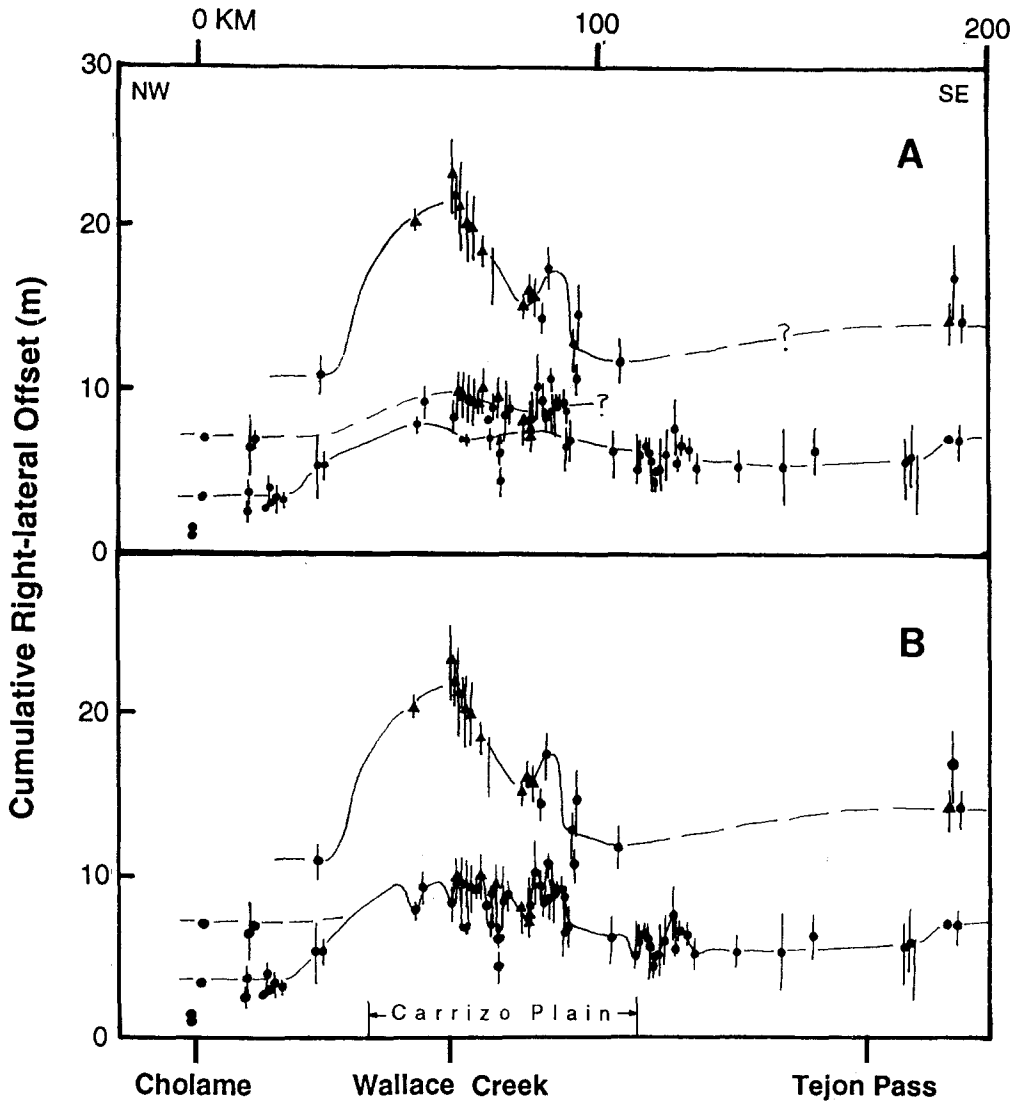 0 KM 100 200
30
NW SE
A
20
?
10
?
0
Cumulative Right-lateral Offset (m)
B
20
10
Carrizo Plain
0
Cholame Wallace Creek Tejon Pass